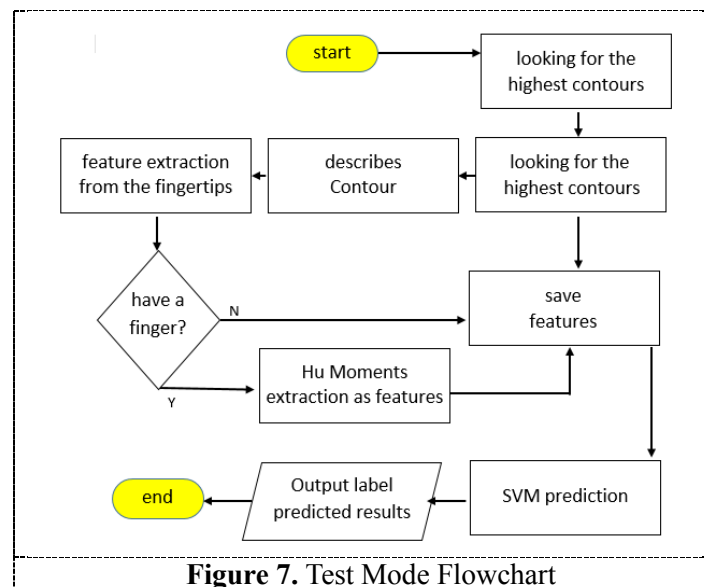 start
looking for the
highest contours
looking for the
highest contours
describes
Contour
feature extraction
from the fingertips
have a
finger?
N
Y
save
features
Hu Moments
extraction as features
SVM prediction
Output label
predicted results
end
Figure 7. Test Mode Flowchart